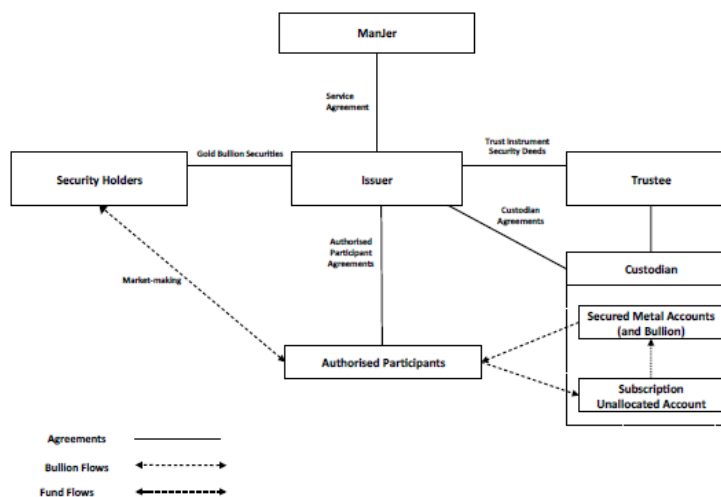 ManJer
Service
Agreement
Gold Bullion Securities
Trust Instrument
Security Deeds
Security Holders
Issuer
Trustee
Custodian
Agreements
Authorised
Participant
Agreements
Custodian
Market-making
Secured Metal Accounts
(and Bullion)
Authorised Participants
Subscription
Unallocated Account
Agreements
Bullion Flows
Fund Flows